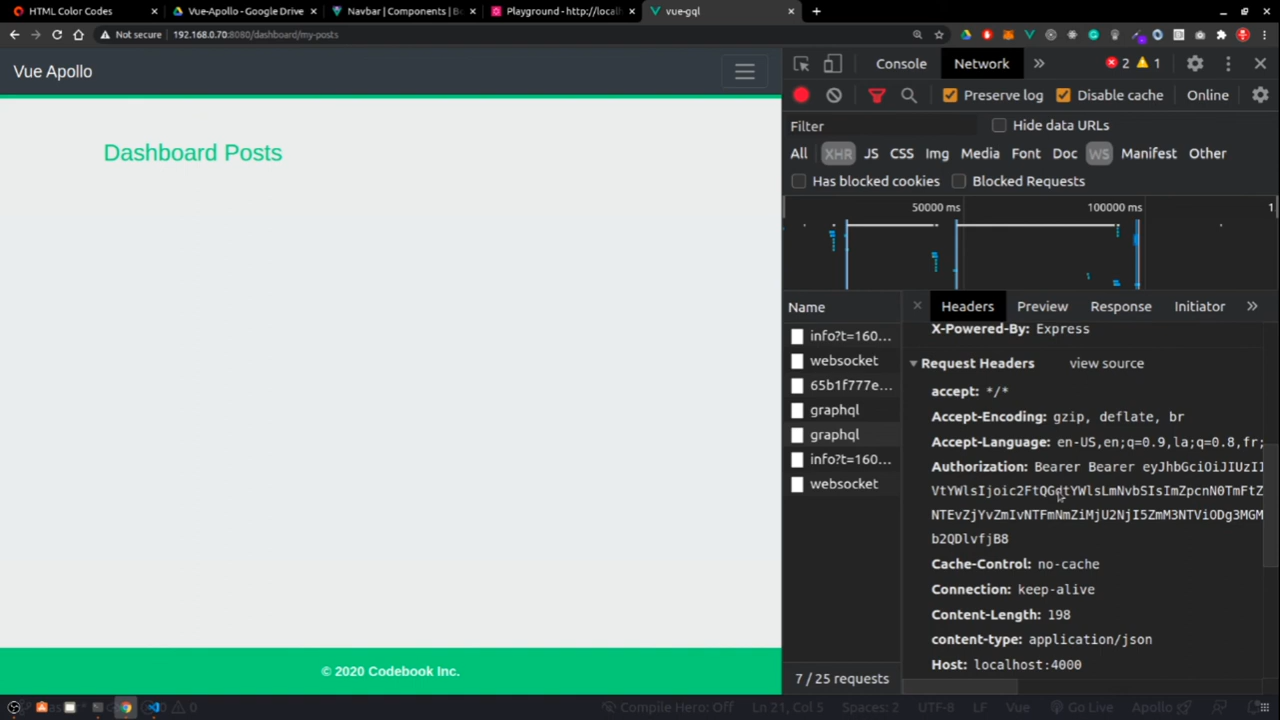 HTML Color Codes
Vue-Apollo - Google Drive
Navbar | Components | B
Playground - http://local
vue-gql
Not secure
192.168.0.70:8080/dashboard/my-posts
Vue Apollo
Console
Network
2
1
Preserve log
Disable cache
Online
Filter
Hide data URLs
All
XHR
JS
CSS
Img
Media
Font
Doc
WS
Manifest
Other
Has blocked cookies
Blocked Requests
50000 ms
100000 ms
1
Dashboard Posts
Name
info?t=160...
websocket
65b1f777e...
graphql
graphql
info?t=160...
websocket
7 / 25 requests
Headers
Preview
Response
Initiator
X-Powered-By: Express
Request Headers
view source
accept: */*
Accept-Encoding: gzip, deflate, br
Accept-Language: en-US,en;q=0.9,la;q=0.8,fr;
Authorization: Bearer Bearer eyJhbGciOiJIUzI1
Cache-Control: no-cache
Connection: keep-alive
Content-Length: 198
content-type: application/json
Host: localhost:4000
© 2020 Codebook Inc.
Compile Hero: Off
Ln 21, Col 5
Spaces: 2
UTF-8
LF
Vue
Go Live
Apollo